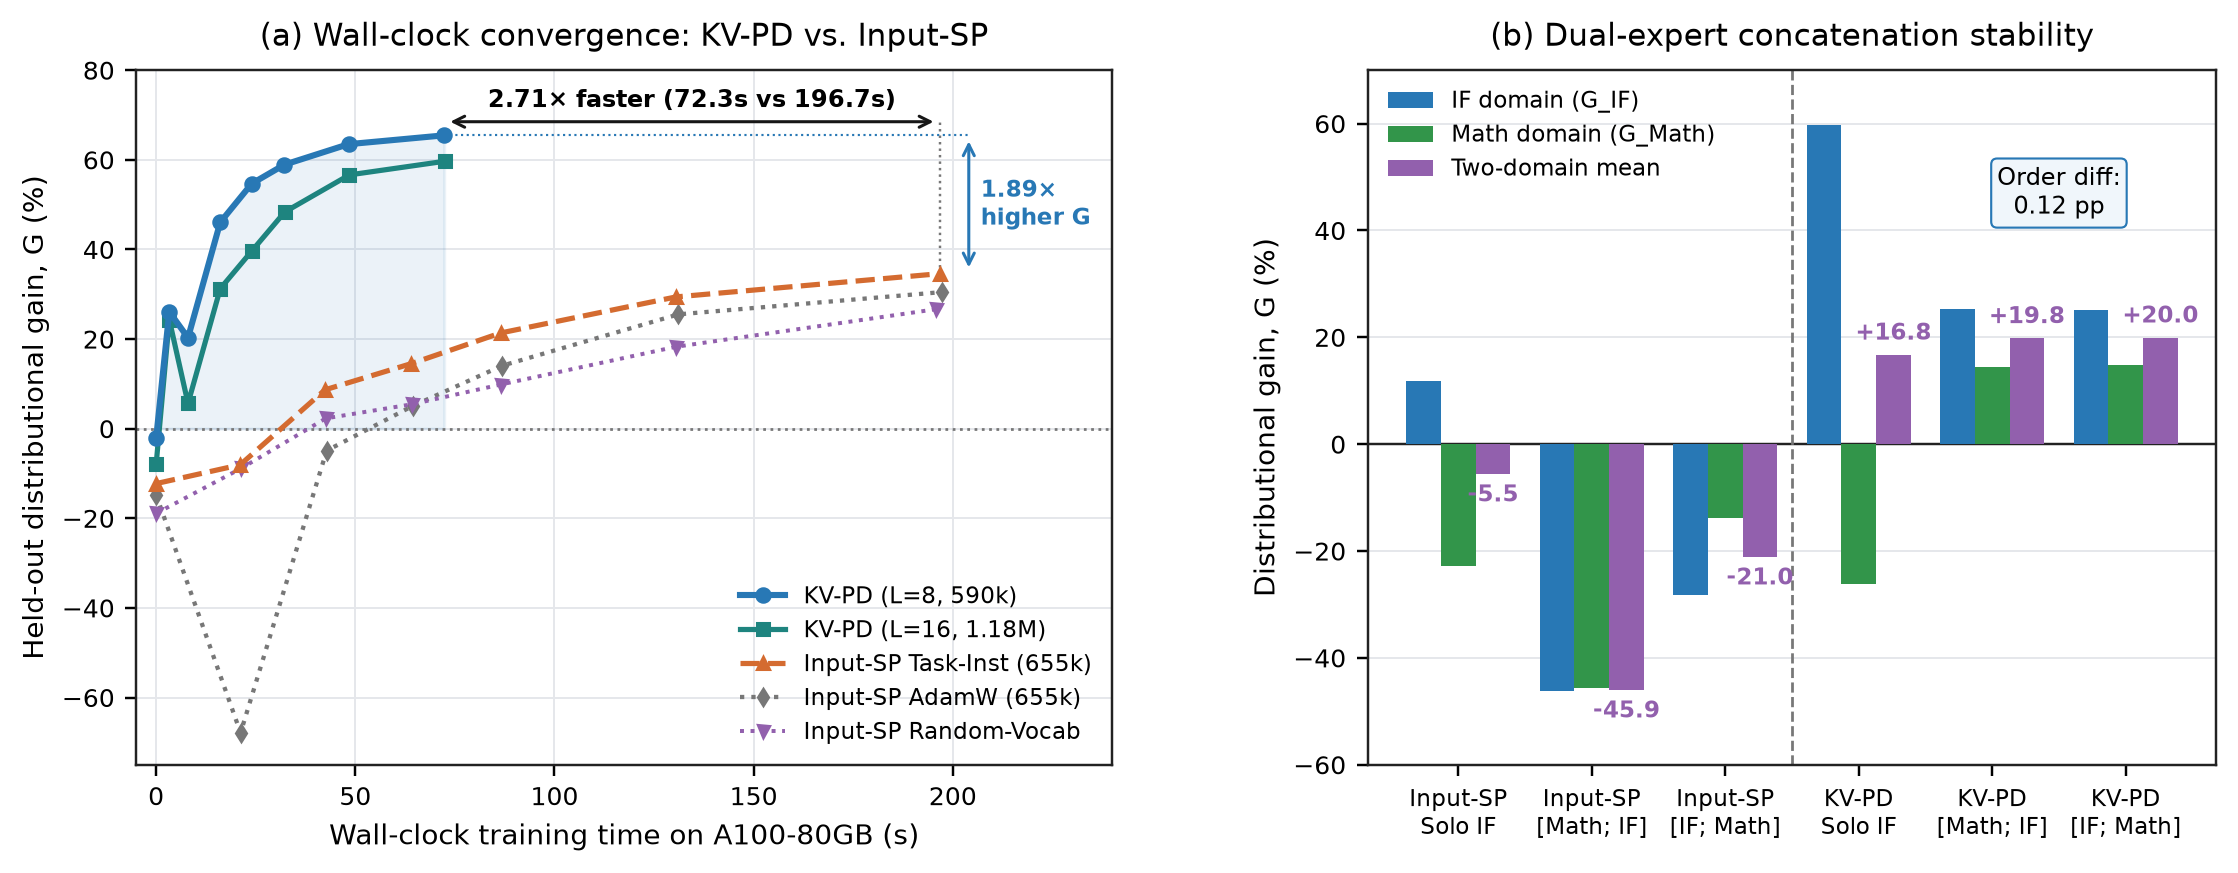 (a) Wall-clock convergence: KV-PD vs. Input-SP
Held-out distributional gain, G (%)
80
60
40
20
0
−20
−40
−60
2.71× faster (72.3s vs 196.7s)
1.89×
higher G
KV-PD (L=8, 590k)
KV-PD (L=16, 1.18M)
Input-SP Task-Inst (655k)
Input-SP AdamW (655k)
Input-SP Random-Vocab
0
50
100
150
200
Wall-clock training time on A100-80GB (s)
(b) Dual-expert concatenation stability
Distributional gain, G (%)
60
40
20
0
−20
−40
−60
IF domain (G_IF)
Math domain (G_Math)
Two-domain mean
Order diff:
0.12 pp
-5.5
-45.9
-21.0
+16.8
+19.8
+20.0
Input-SP
Solo IF
Input-SP
[Math; IF]
Input-SP
[IF; Math]
KV-PD
Solo IF
KV-PD
[Math; IF]
KV-PD
[IF; Math]